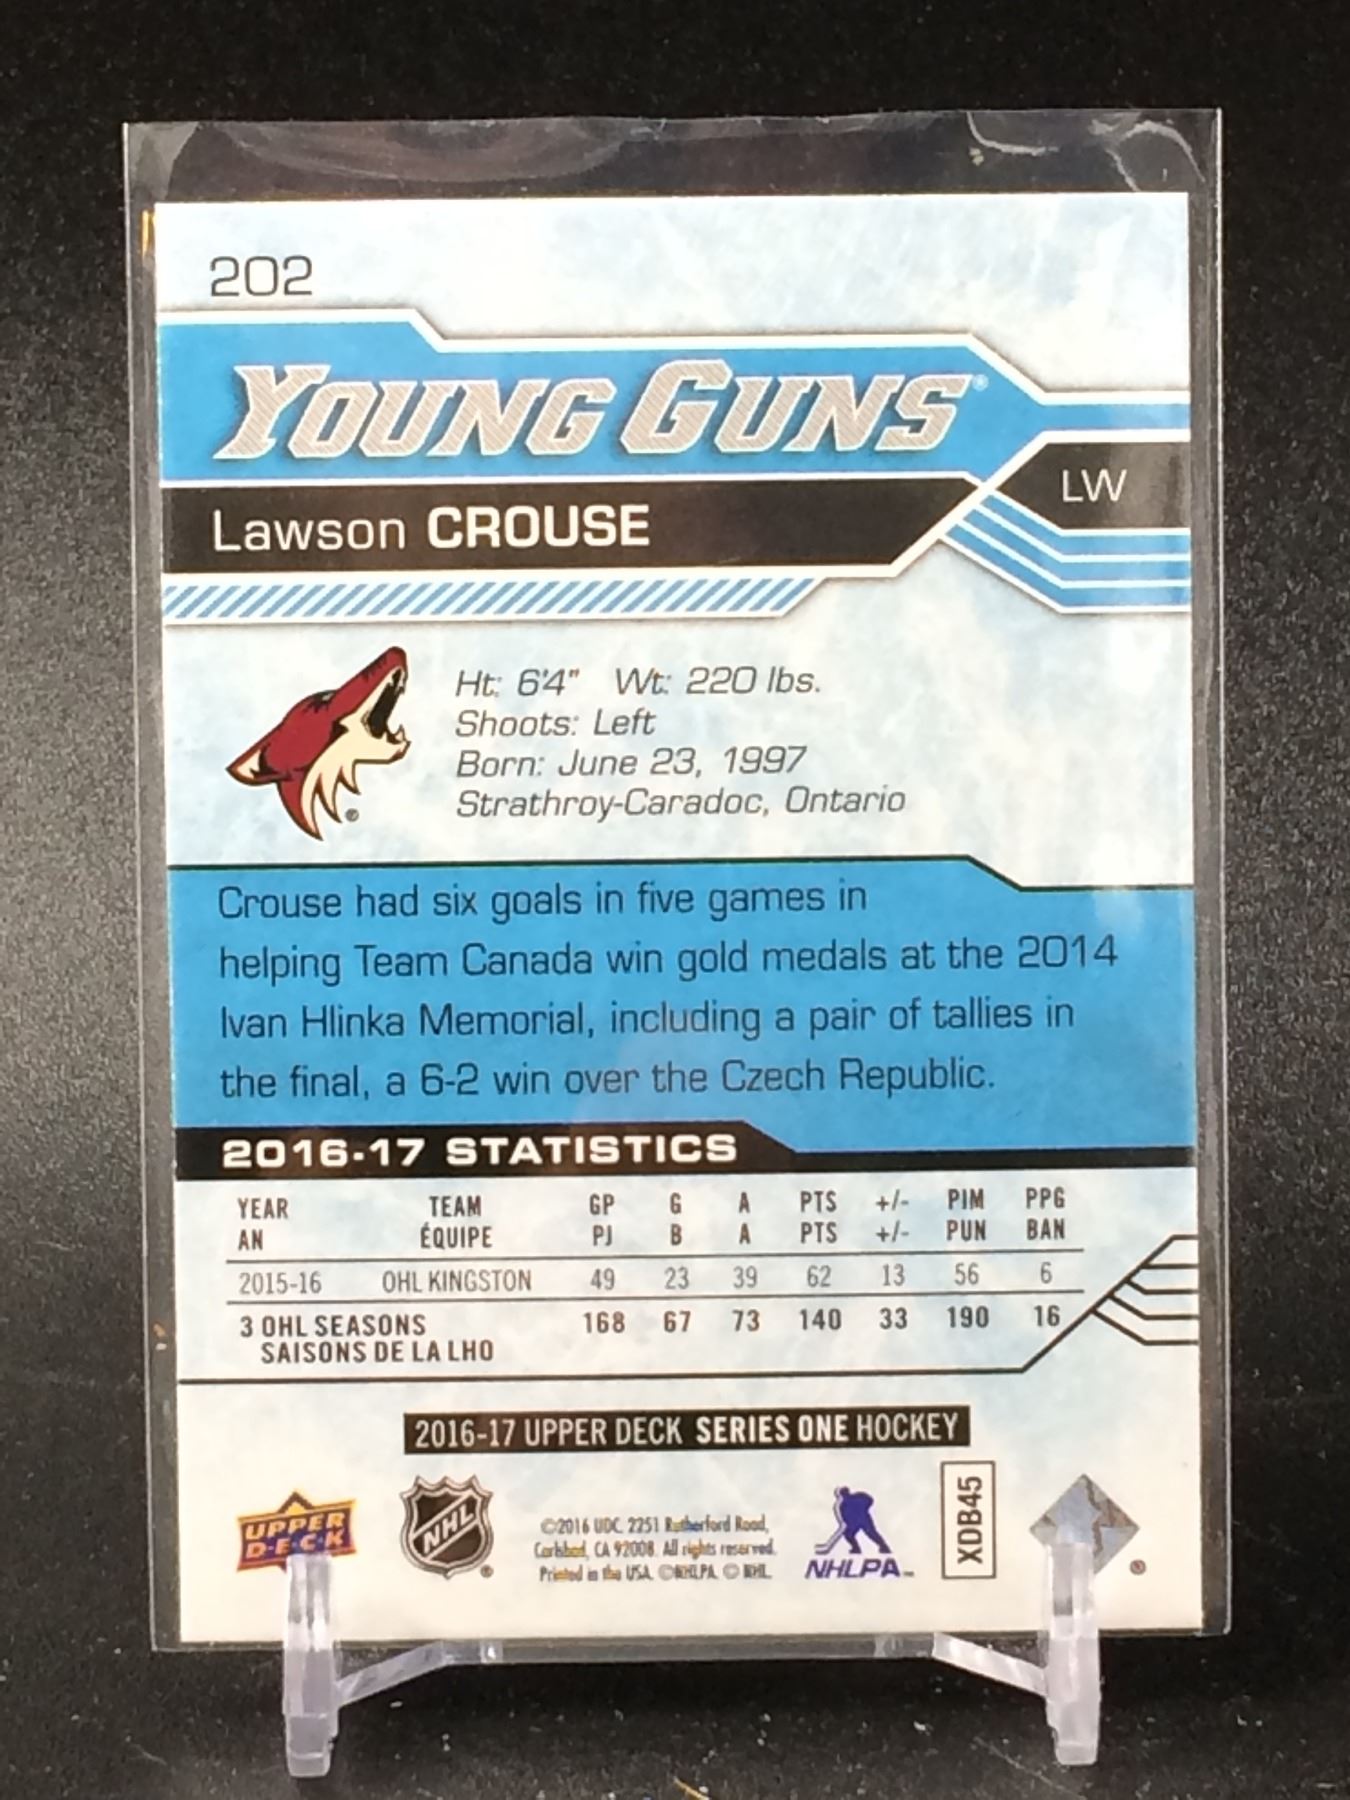 202
YOUNG GUNS®
LW
Lawson CROUSE
Ht: 6'4" Wt: 220 lbs.
Shoots: Left
Born: June 23, 1997
Strathroy-Caradoc, Ontario
®
Crouse had six goals in five games in
helping Team Canada win gold medals at the 2014
Ivan Hlinka Memorial, including a pair of tallies in
the final, a 6-2 win over the Czech Republic.
2016-17 STATISTICS
YEAR TEAM GP G A PTS +/- PIM PPG
AN ÉQUIPE PJ B A PTS +/- PUN BAN
2015-16 OHL KINGSTON 49 23 39 62 13 56 6
3 OHL SEASONS 168 67 73 140 33 190 16
SAISONS DE LA LHO
2016-17 UPPER DECK SERIES ONE HOCKEY
UPPER
D·E·C·K
NHL
©2016 UDC. 2251 Rutherford Road,
Carlsbad, CA 92008. All rights reserved.
Printed in the USA. ©NHLPA. © NHL.
NHLPA
XDB45